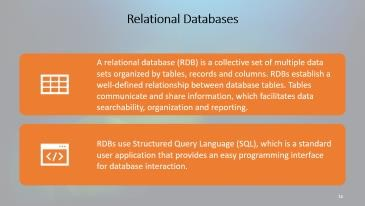 Relational Databases
A relational database (RDB) is a collective set of multiple data
sets organized by tables, records and columns. RDBs establish a
well-defined relationship between database tables. Tables
communicate and share information, which facilitates data
searchability, organization and reporting.
RDBs use Structured Query Language (SQL), which is a standard
user application that provides an easy programming interface
for database interaction.